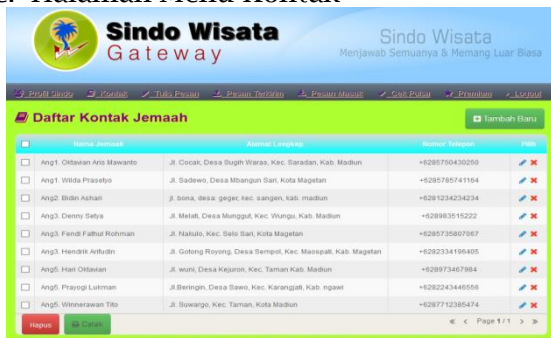 Halaman Menu Kontak
Sindo Wisata
Gateway
Sindo Wisata
Menjawab Semuanya & Memang Luar Biasa
Profil Sindo Kontak Tulis Pesan Pesan Terkirim Pesan Masuk Cek Pulsa Premium Logout
Daftar Kontak Jemaah Tambah Baru
Nama Jemaah Alamat Lengkap Nomor Telepon Pilih
Ang1. Oktavian Aris Mawanto Jl. Cocak, Desa Sugih Waras, Kec. Saradan, Kab. Madiun +6285750430250
Ang1. Wilda Prasetyo Jl. Sadewo, Desa Mbangun Sari, Kota Magetan +6285785741164
Ang2. Bidin Ashari jl. bona, desa: geger, kec. sangen, kab. madiun +6281234234234
Ang3. Denny Setya Jl. Melati, Desa Munggut, Kec. Wungu, Kab. Madiun +628983515222
Ang3. Fendi Fathul Rohman Jl. Nakulo, Kec. Selo Sari, Kota Magetan +6285735807067
Ang3. Hendrik Arifudin Jl. Gotong Royong, Desa Sempol, Kec. Maospati, Kab. Magetan +6282334196405
Ang5. Hari Oktavian Jl. wuni, Desa Kejuron, Kec. Taman Kab. Madiun +628973467984
Ang5. Prayogi Lukman Jl.Beringin, Desa Sawo, Kec. Karangjati, Kab. ngawi +6282243446556
Ang5. Winnerawan Tito Jl. Suwargo, Kec. Taman, Kota Madiun +6287712385474
Hapus Cetak « < Page 1 / 1 > »